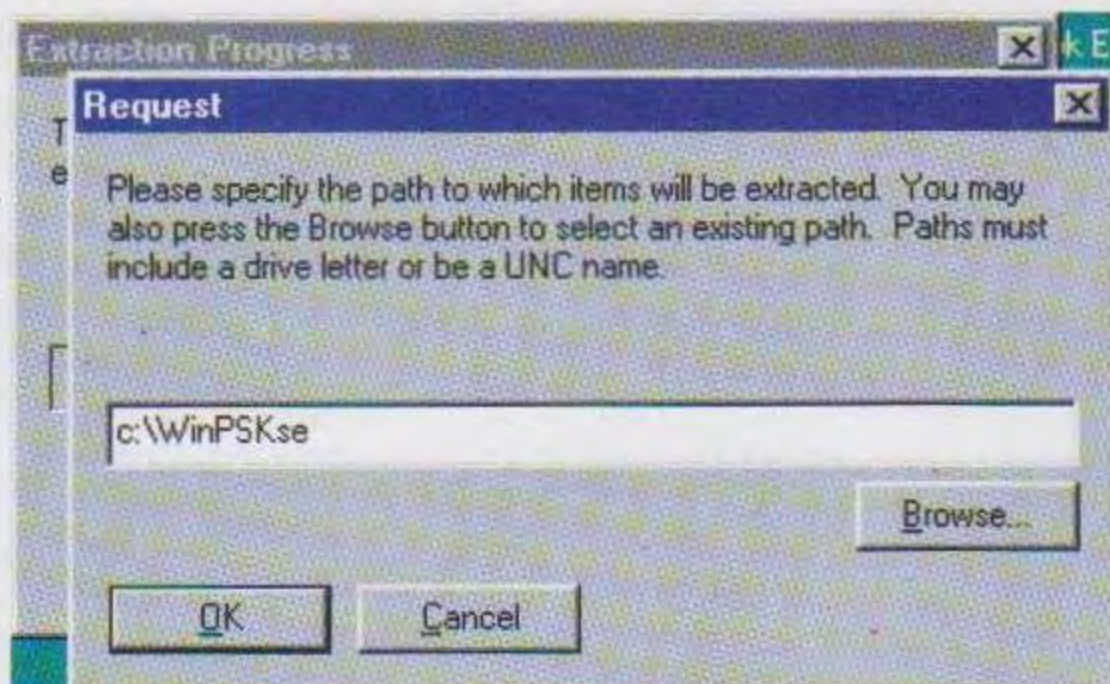 Extraction Progress
k E
Request
T
e
Please specify the path to which items will be extracted. You may
also press the Browse button to select an existing path. Paths must
include a drive letter or be a UNC name.
c:\WinPSKse
Browse...
OK
Cancel